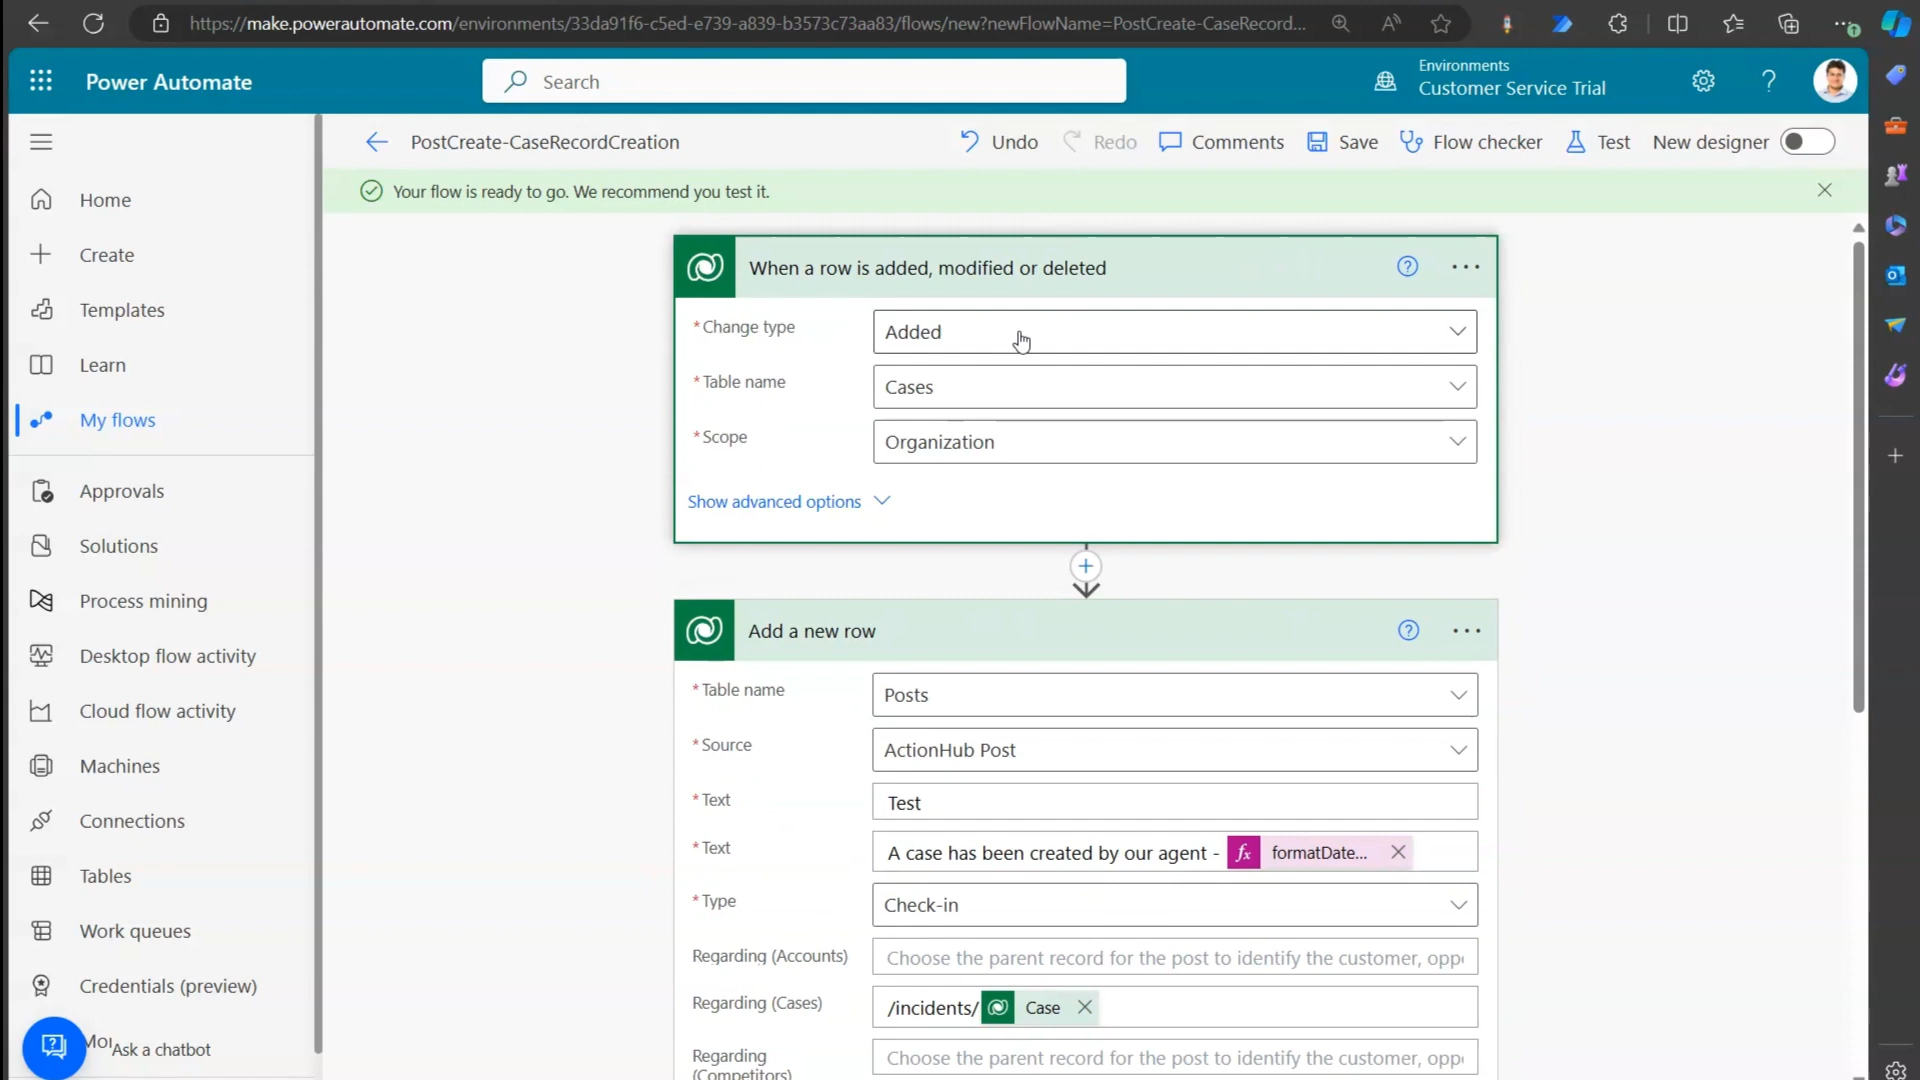 https://make.powerautomate.com/environments/33da91f6-c5ed-e739-a839-b3573c73aa83/flows/new?newFlowName=PostCreate-CaseRecord...
Power Automate
Search
Environments
Customer Service Trial
PostCreate-CaseRecordCreation
Undo
Redo
Comments
Save
Flow checker
Test
New designer
Your flow is ready to go. We recommend you test it.
Home
Create
Templates
Learn
My flows
Approvals
Solutions
Process mining
Desktop flow activity
Cloud flow activity
Machines
Connections
Tables
Work queues
Credentials (preview)
Ask a chatbot
When a row is added, modified or deleted
* Change type
Added
* Table name
Cases
* Scope
Organization
Show advanced options
Add a new row
* Table name
Posts
* Source
ActionHub Post
* Text
Test
* Text
A case has been created by our agent - fx formatDate...
* Type
Check-in
Regarding (Accounts)
Choose the parent record for the post to identify the customer, oppo
Regarding (Cases)
/incidents/ Case
Regarding
(Competitors)
Choose the parent record for the post to identify the customer, oppo